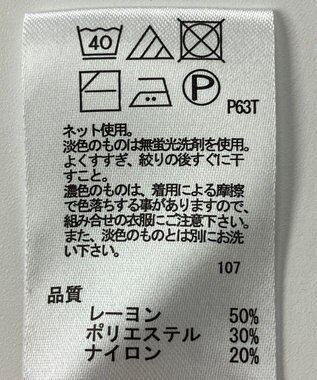 40
P
P63T
ネット使用。
淡色のものは無蛍光洗剤を使用。
よくすすぎ、絞りの後すぐに干
すこと。
濃色のものは、着用による摩擦
で色落ちする事がありますので、
組み合せの衣服にご注意下さい。
また、淡色のものとは別にお洗
い下さい。
107
品質
レーヨン 50%
ポリエステル 30%
ナイロン 20%